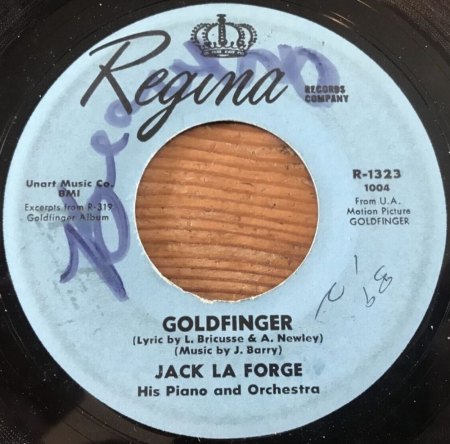 Regina
RECORDS
COMPANY
Unart Music Co.
BMI
Excerpts from R-319
Goldfinger Album
R-1323
1004
From U.A.
Motion Picture
GOLDFINGER
GOLDFINGER
(Lyric by L. Bricusse & A. Newley)
(Music by J. Barry)
JACK LA FORGE
His Piano and Orchestra